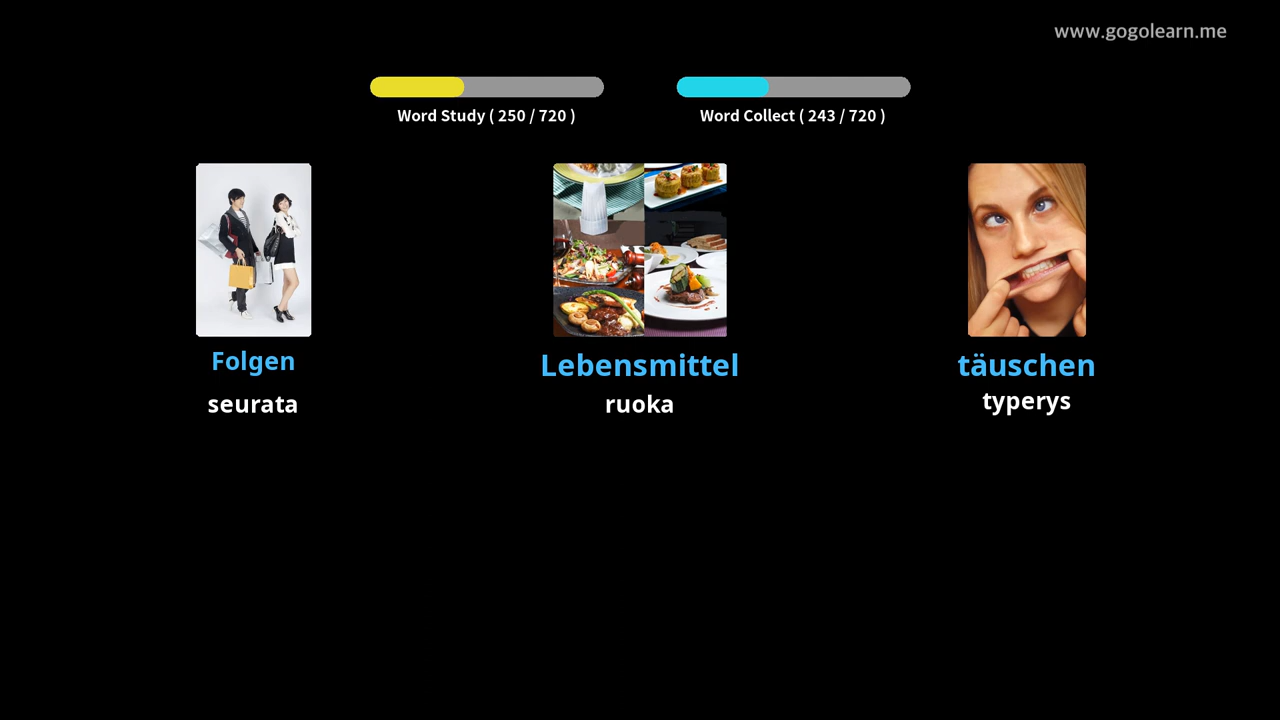 www.gogolearn.me
Word Study ( 250 / 720 )
Word Collect ( 243 / 720 )
Folgen
seurata
Lebensmittel
ruoka
täuschen
typerys